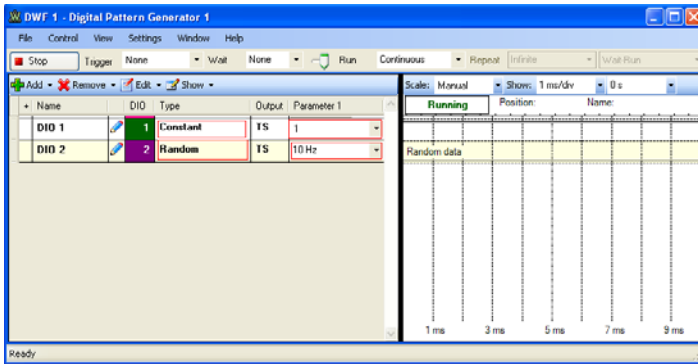 DWF 1 - Digital Pattern Generator 1
File Control View Settings Window Help
Stop Trigger None Wait None Run Continuous Repeat Infinite Wait-Run
Add Remove Edit Show Scale: Manual Show: 1 ms/div 0 s
+ Name DIO Type Output Parameter 1 Running Position: Name:
DIO 1 1 Constant TS 1
DIO 2 2 Random TS 10 Hz Random data
1 ms 3 ms 5 ms 7 ms 9 ms
Ready